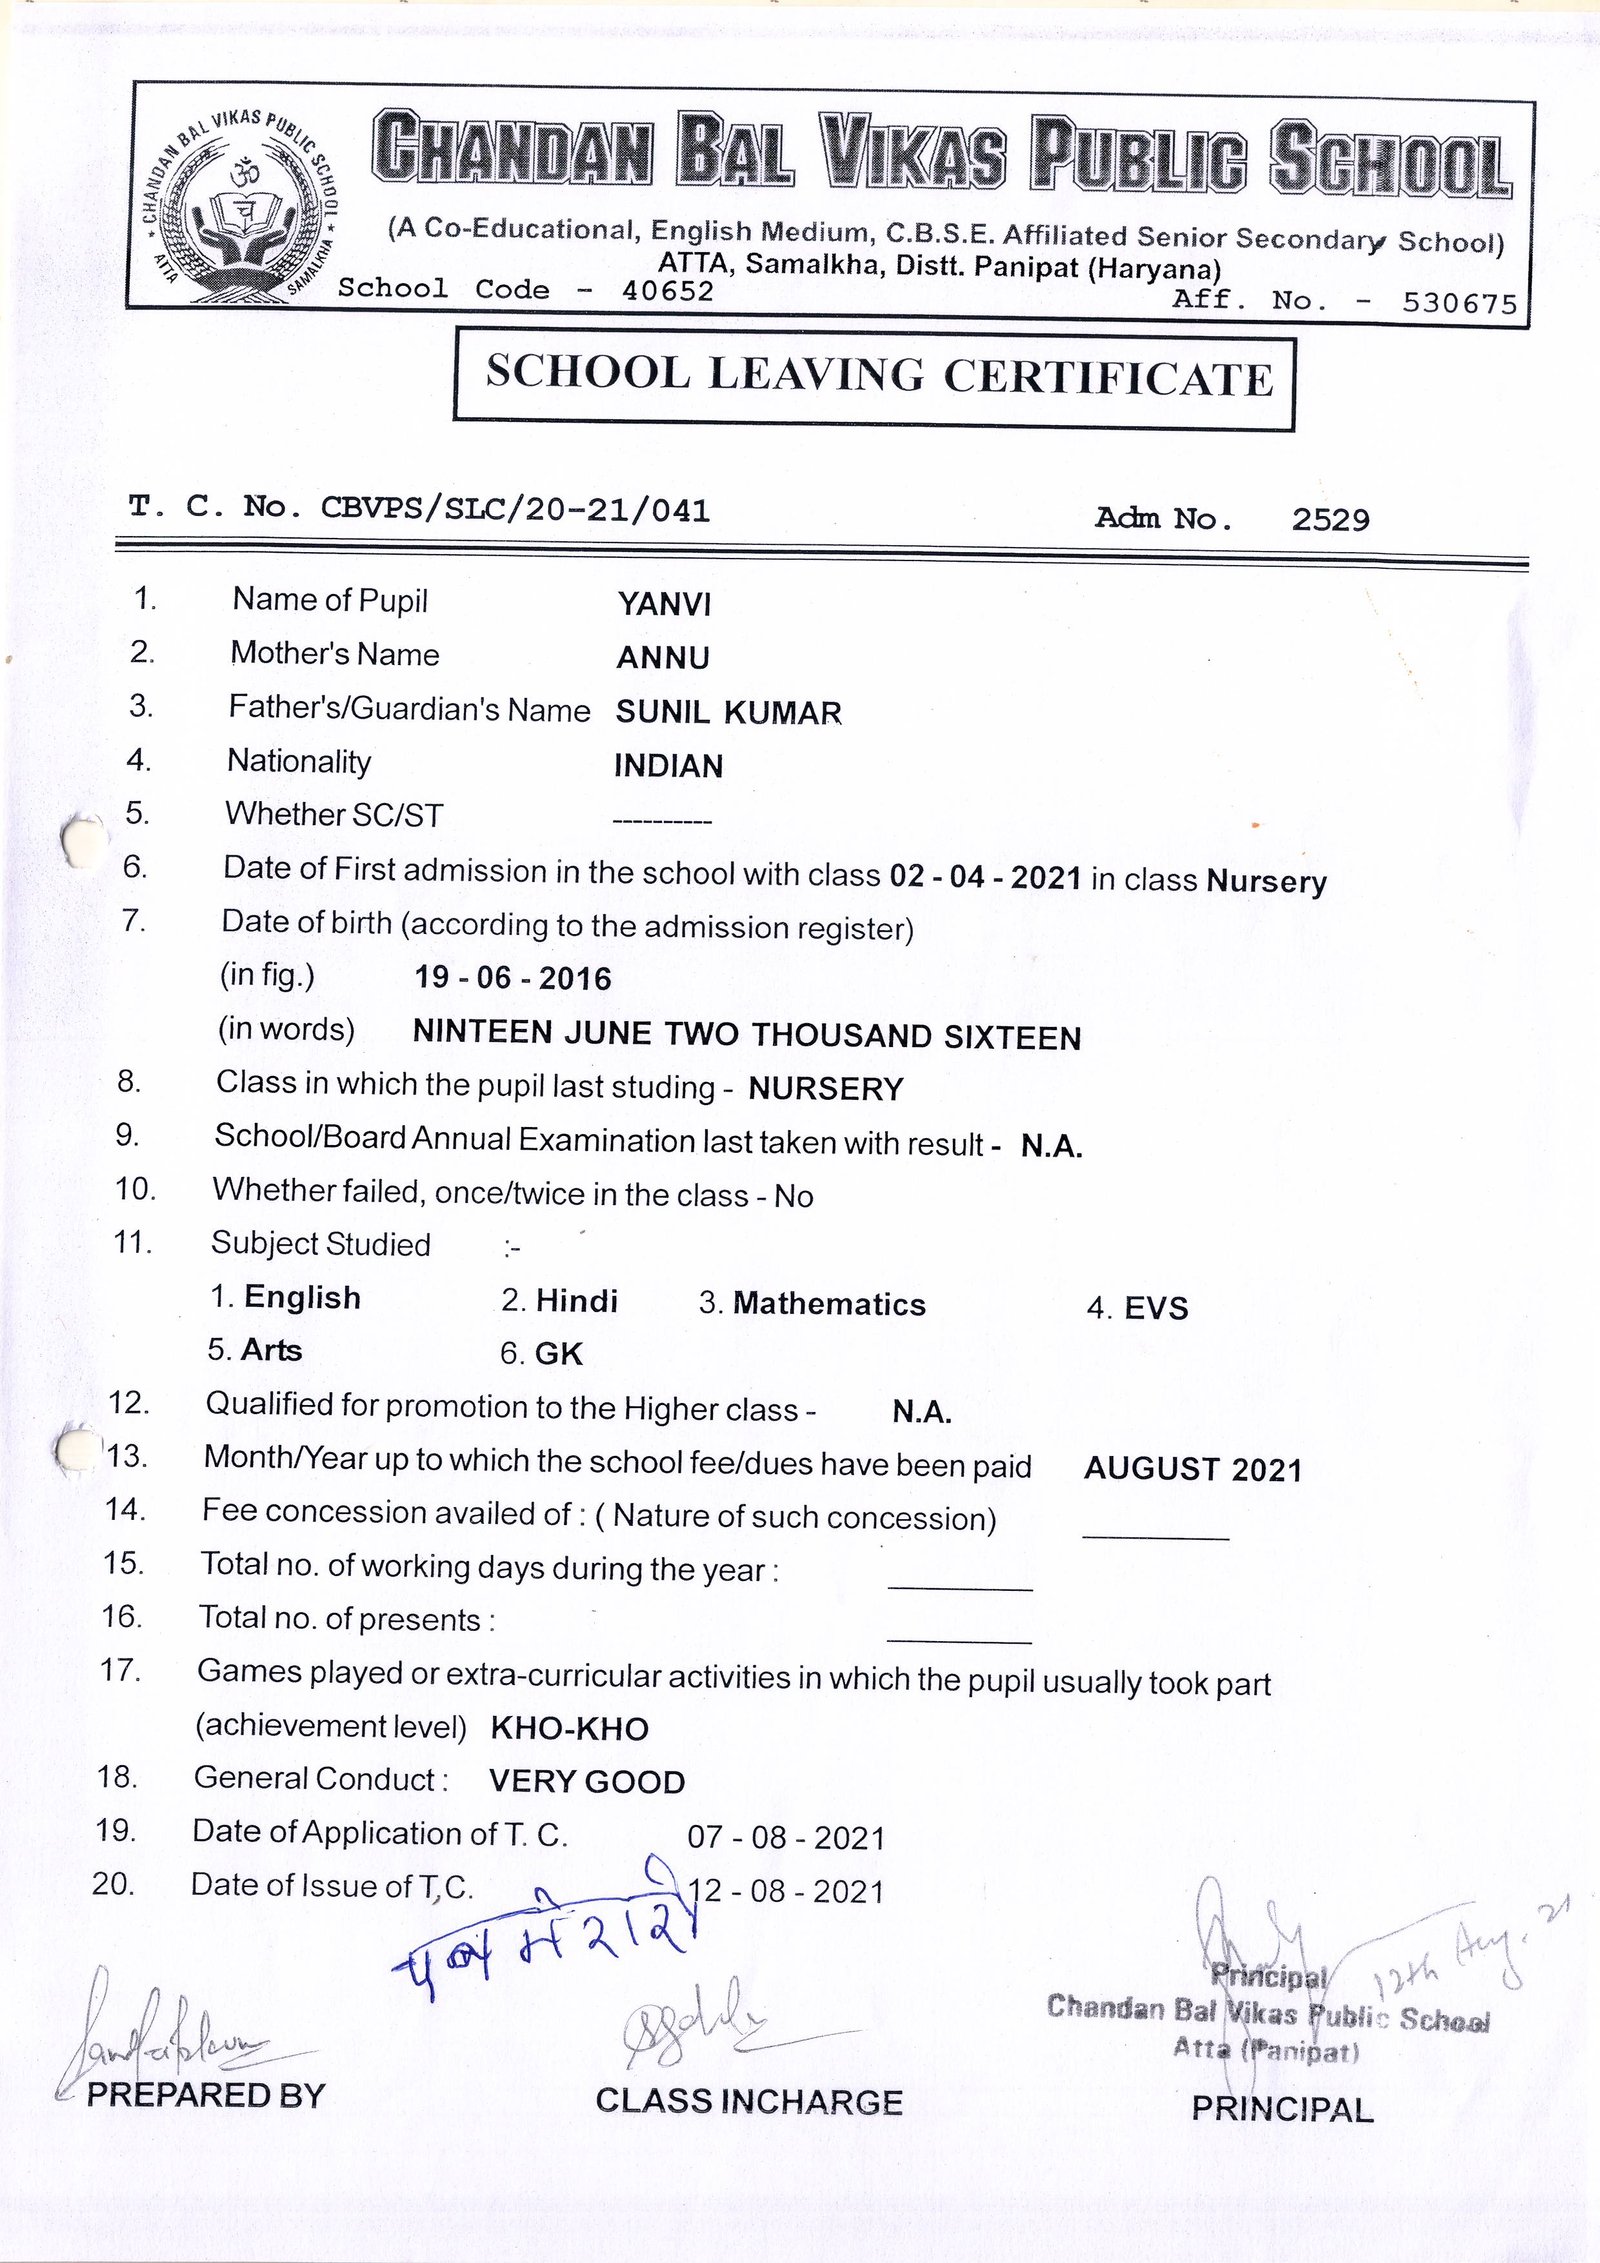 CHANDAN BAL VIKAS PUBLIC SCHOOL
* CHANDAN BAL VIKAS PUBLIC SCHOOL *
ATTA SAMALKHA
ॐ
च
(A Co-Educational, English Medium, C.B.S.E. Affiliated Senior Secondary School)
ATTA, Samalkha, Distt. Panipat (Haryana)
School Code - 40652 Aff. No. - 530675
SCHOOL LEAVING CERTIFICATE
T. C. No. CBVPS/SLC/20-21/041 Adm No. 2529
1. Name of Pupil YANVI
2. Mother's Name ANNU
3. Father's/Guardian's Name SUNIL KUMAR
4. Nationality INDIAN
5. Whether SC/ST ----------
6. Date of First admission in the school with class 02 - 04 - 2021 in class Nursery
7. Date of birth (according to the admission register)
(in fig.) 19 - 06 - 2016
(in words) NINTEEN JUNE TWO THOUSAND SIXTEEN
8. Class in which the pupil last studing - NURSERY
9. School/Board Annual Examination last taken with result - N.A.
10. Whether failed, once/twice in the class - No
11. Subject Studied :-
1. English 2. Hindi 3. Mathematics 4. EVS
5. Arts 6. GK
12. Qualified for promotion to the Higher class - N.A.
13. Month/Year up to which the school fee/dues have been paid AUGUST 2021
14. Fee concession availed of : ( Nature of such concession)
15. Total no. of working days during the year :
16. Total no. of presents :
17. Games played or extra-curricular activities in which the pupil usually took part
(achievement level) KHO-KHO
18. General Conduct : VERY GOOD
19. Date of Application of T. C. 07 - 08 - 2021
20. Date of Issue of T,C. 12 - 08 - 2021
12th Aug. 21
Principal
Chandan Bal Vikas Public School
Atta (Panipat)
PREPARED BY CLASS INCHARGE PRINCIPAL